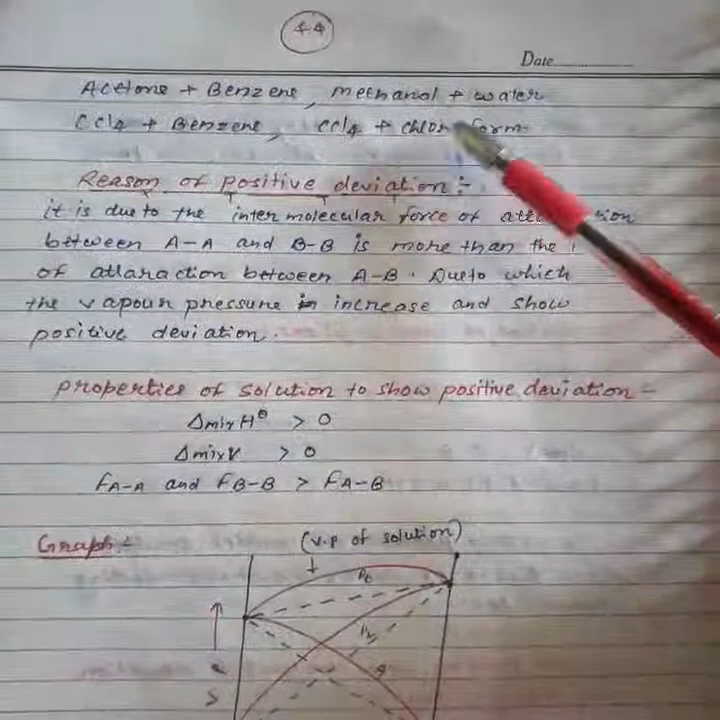 44
Date
Acetone + Benzene, Methanol + water
CCl4 + Benzene, CCl4 + chloroform.
Reason of positive deviation :-
it is due to the intermolecular force of
between A-A and B-B is more than the
of attaraction between A-B. Due to which
the vapour pressure increase and show
positive deviation.
properties of solution to show positive deviation -
ΔmixH⊖ > 0
ΔmixV > 0
FA-A and FB-B > FA-B
Graph :-
(v.p of solution)